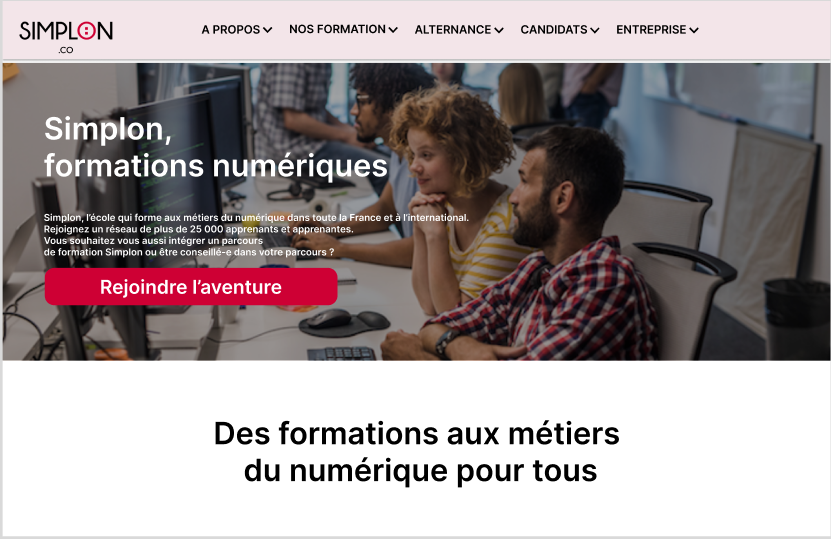 SIMPLON
.CO
A PROPOS
NOS FORMATION
ALTERNANCE
CANDIDATS
ENTREPRISE
Simplon,
formations numériques
Simplon, l’école qui forme aux métiers du numérique dans toute la France et à l’international.
Rejoignez un réseau de plus de 25 000 apprenants et apprenantes.
Vous souhaitez vous aussi intégrer un parcours
de formation Simplon ou être conseillé-e dans votre parcours ?
Rejoindre l’aventure
Des formations aux métiers
du numérique pour tous